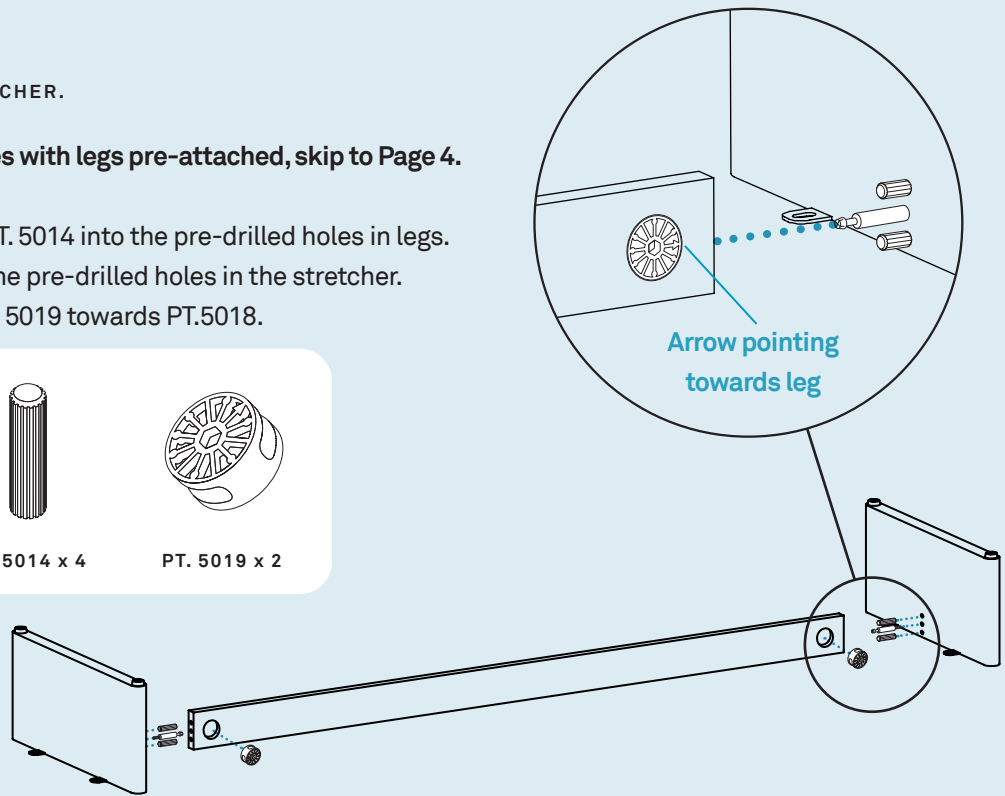 CHER.
es with legs pre-attached, skip to Page 4.
T. 5014 into the pre-drilled holes in legs.
he pre-drilled holes in the stretcher.
5019 towards PT.5018.
Arrow pointing
towards leg
5014 x 4
PT. 5019 x 2